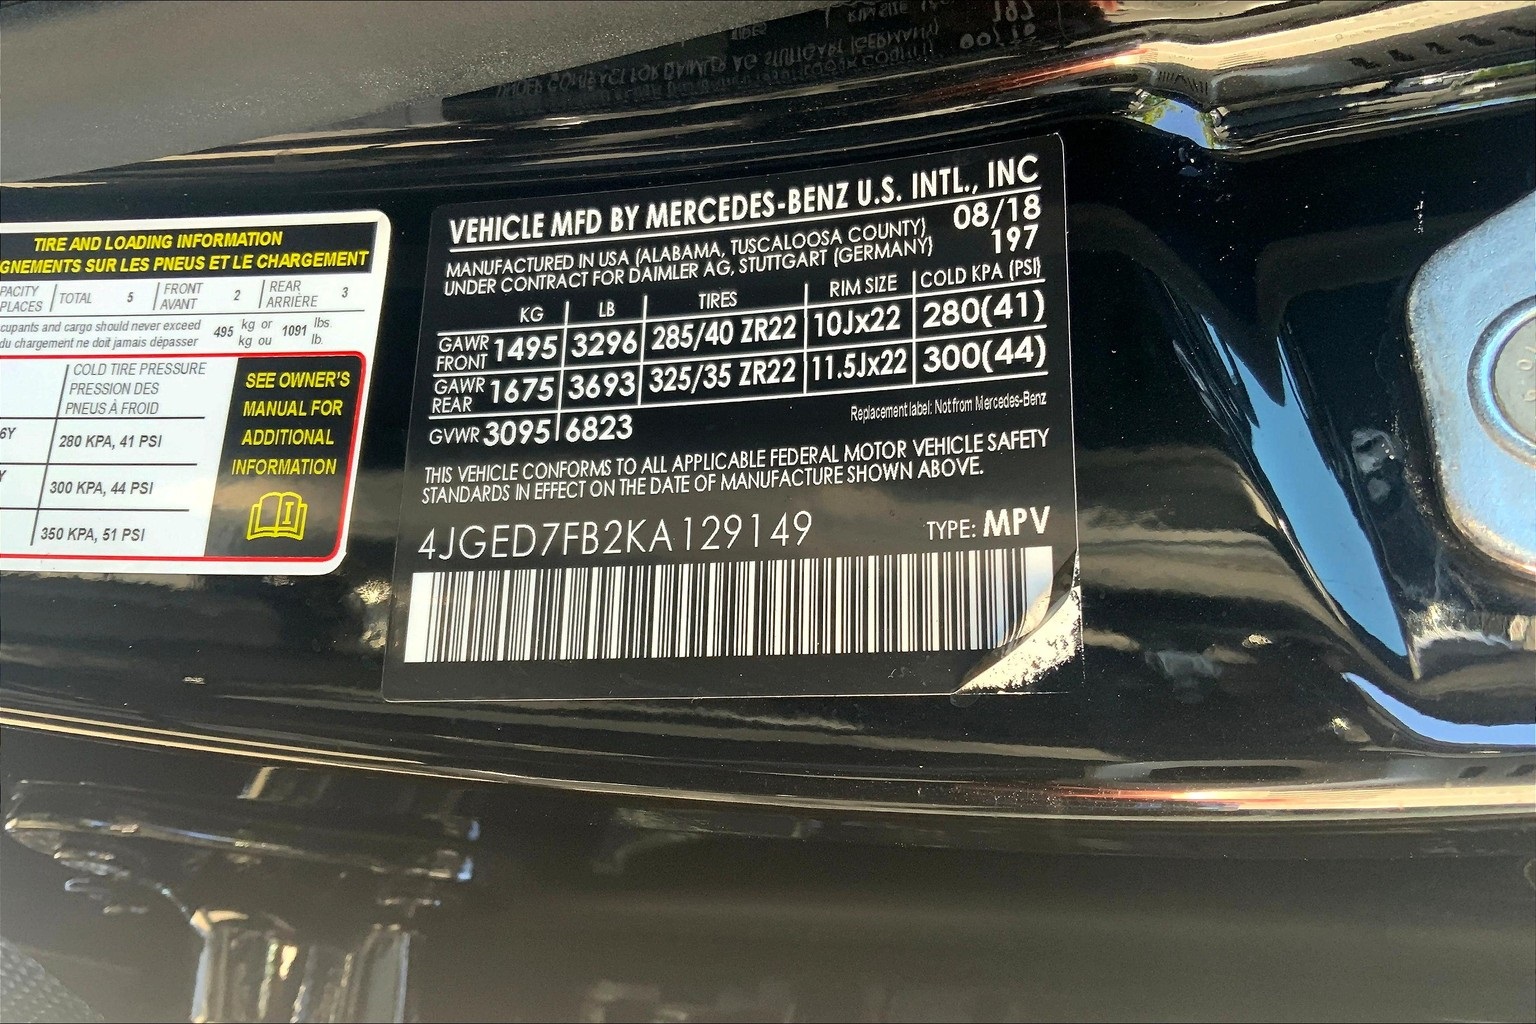 TIRE AND LOADING INFORMATION
GNEMENTS SUR LES PNEUS ET LE CHARGEMENT
PACITY PLACES TOTAL 5 FRONT AVANT 2 REAR ARRIÈRE 3
cupants and cargo should never exceed 495 kg or 1091 lbs.
du chargement ne doit jamais dépasser kg ou lb.
COLD TIRE PRESSURE
PRESSION DES
PNEUS À FROID
6Y 280 KPA, 41 PSI
Y 300 KPA, 44 PSI
350 KPA, 51 PSI
SEE OWNER'S
MANUAL FOR
ADDITIONAL
INFORMATION
VEHICLE MFD BY MERCEDES-BENZ U.S. INTL., INC
MANUFACTURED IN USA (ALABAMA, TUSCALOOSA COUNTY) 08/18
UNDER CONTRACT FOR DAIMLER AG, STUTTGART (GERMANY) 197
KG LB TIRES RIM SIZE COLD KPA (PSI)
GAWR FRONT 1495 3296 285/40 ZR22 10Jx22 280(41)
GAWR REAR 1675 3693 325/35 ZR22 11.5Jx22 300(44)
GVWR 3095 6823 Replacement label: Not from Mercedes-Benz
THIS VEHICLE CONFORMS TO ALL APPLICABLE FEDERAL MOTOR VEHICLE SAFETY
STANDARDS IN EFFECT ON THE DATE OF MANUFACTURE SHOWN ABOVE.
4JGED7FB2KA129149 TYPE: MPV